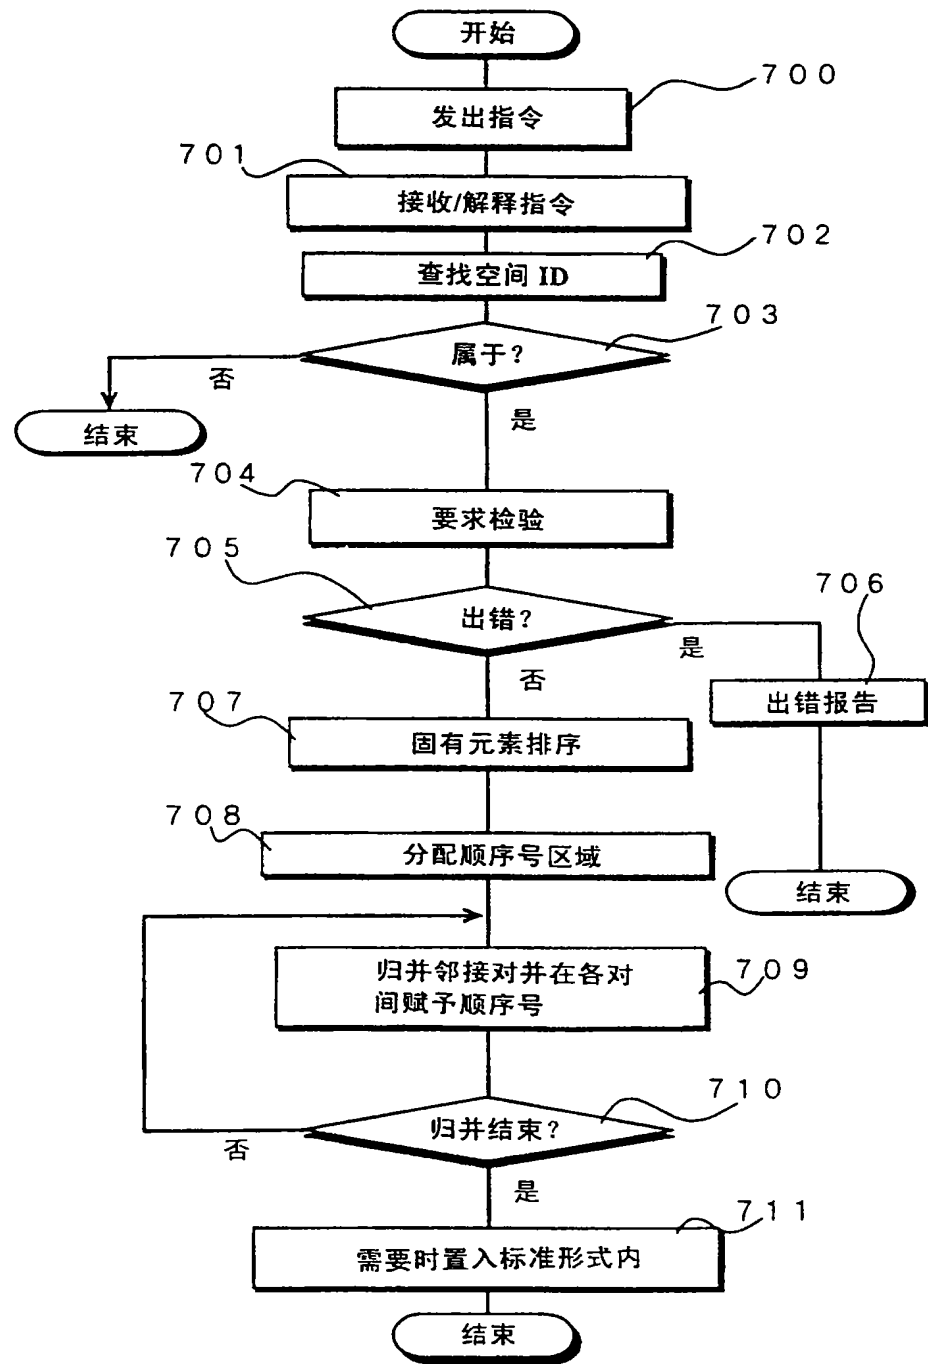 开始
700
发出指令
701
接收/解释指令
702
查找空间 ID
703
属于?
否
是
结束
704
要求检验
705
出错?
706
是
否
出错报告
707
固有元素排序
708
分配顺序号区域
结束
709
归并邻接对并在各对
间赋予顺序号
710
归并结束?
否
是
711
需要时置入标准形式内
结束